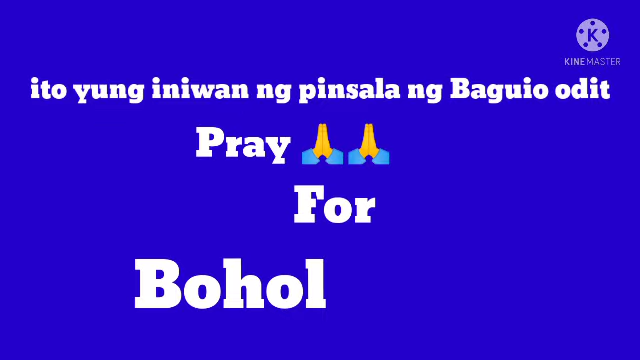 KINEMASTER
ito yung iniwan ng pinsala ng Baguio odit
Pray 🙏🙏
For
Bohol